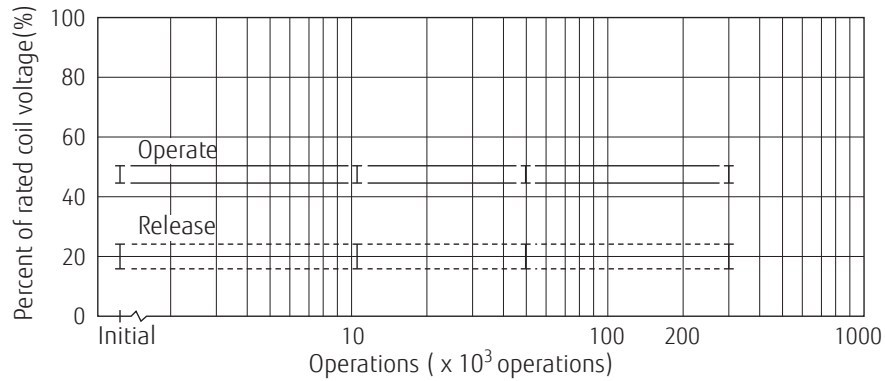 Percent of rated coil voltage(%)
100
80
60
40
20
0
Operate
Release
Initial
10
100
200
1000
Operations ( x 10³ operations)